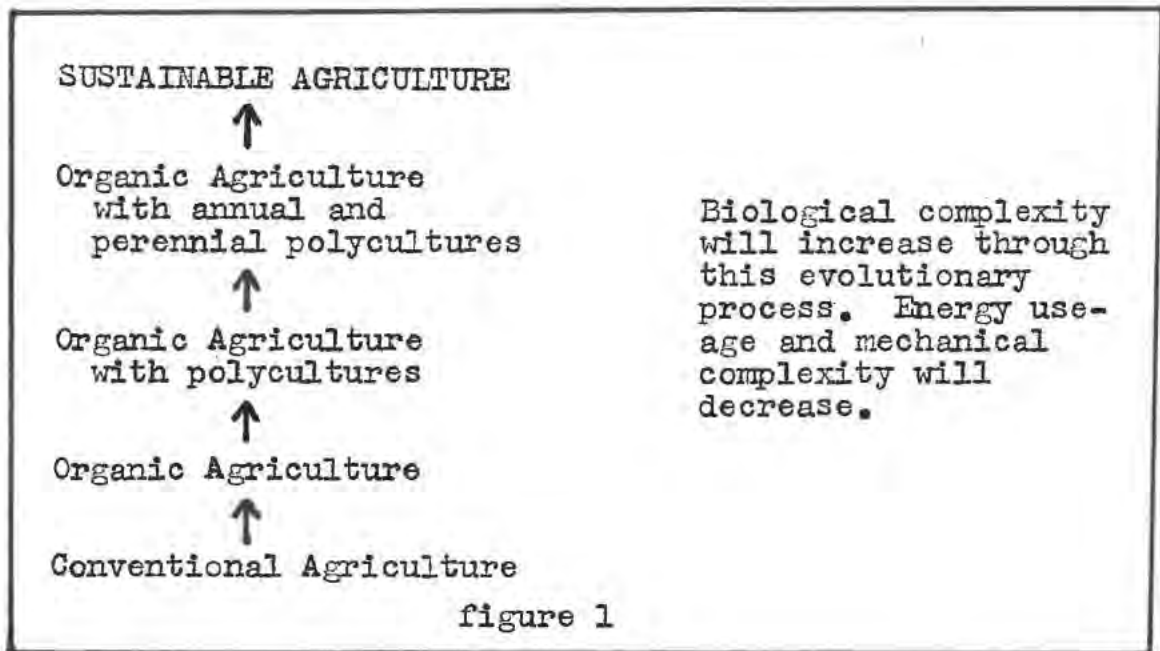 SUSTAINABLE AGRICULTURE
↑
Organic Agriculture
with annual and
perennial polycultures
↑
Organic Agriculture
with polycultures
↑
Organic Agriculture
↑
Conventional Agriculture
Biological complexity
will increase through
this evolutionary
process. Energy use-
age and mechanical
complexity will
decrease.
figure 1